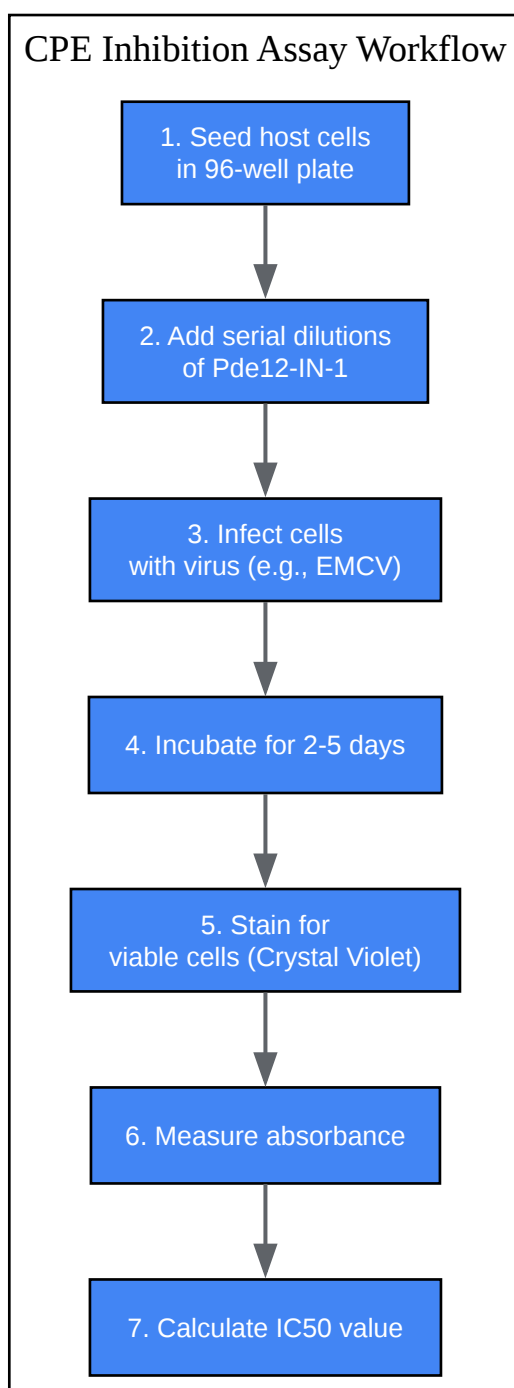 CPE Inhibition Assay Workflow
1. Seed host cells
in 96-well plate
2. Add serial dilutions
of Pde12-IN-1
3. Infect cells
with virus (e.g., EMCV)
4. Incubate for 2-5 days
5. Stain for
viable cells (Crystal Violet)
6. Measure absorbance
7. Calculate IC50 value